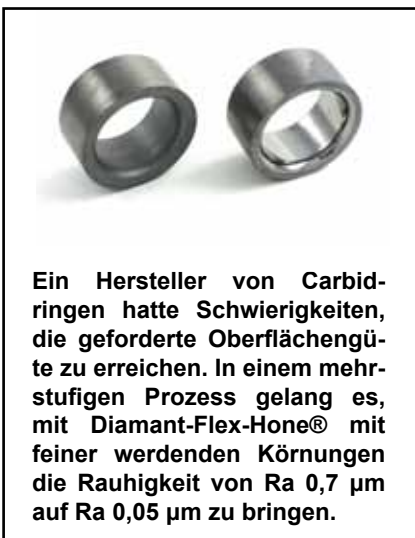 Ein Hersteller von Carbid-
ringen hatte Schwierigkeiten,
die geforderte Oberflächengü-
te zu erreichen. In einem mehr-
stufigen Prozess gelang es,
mit Diamant-Flex-Hone® mit
feiner werdenden Körnungen
die Rauhigkeit von Ra 0,7 µm
auf Ra 0,05 µm zu bringen.